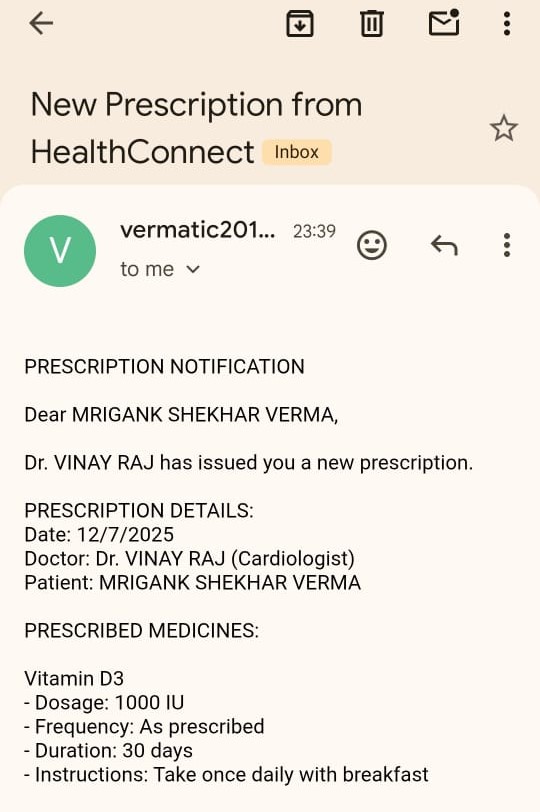 New Prescription from
HealthConnect Inbox
V
vermatic201... 23:39
to me
PRESCRIPTION NOTIFICATION
Dear MRIGANK SHEKHAR VERMA,
Dr. VINAY RAJ has issued you a new prescription.
PRESCRIPTION DETAILS:
Date: 12/7/2025
Doctor: Dr. VINAY RAJ (Cardiologist)
Patient: MRIGANK SHEKHAR VERMA
PRESCRIBED MEDICINES:
Vitamin D3
- Dosage: 1000 IU
- Frequency: As prescribed
- Duration: 30 days
- Instructions: Take once daily with breakfast